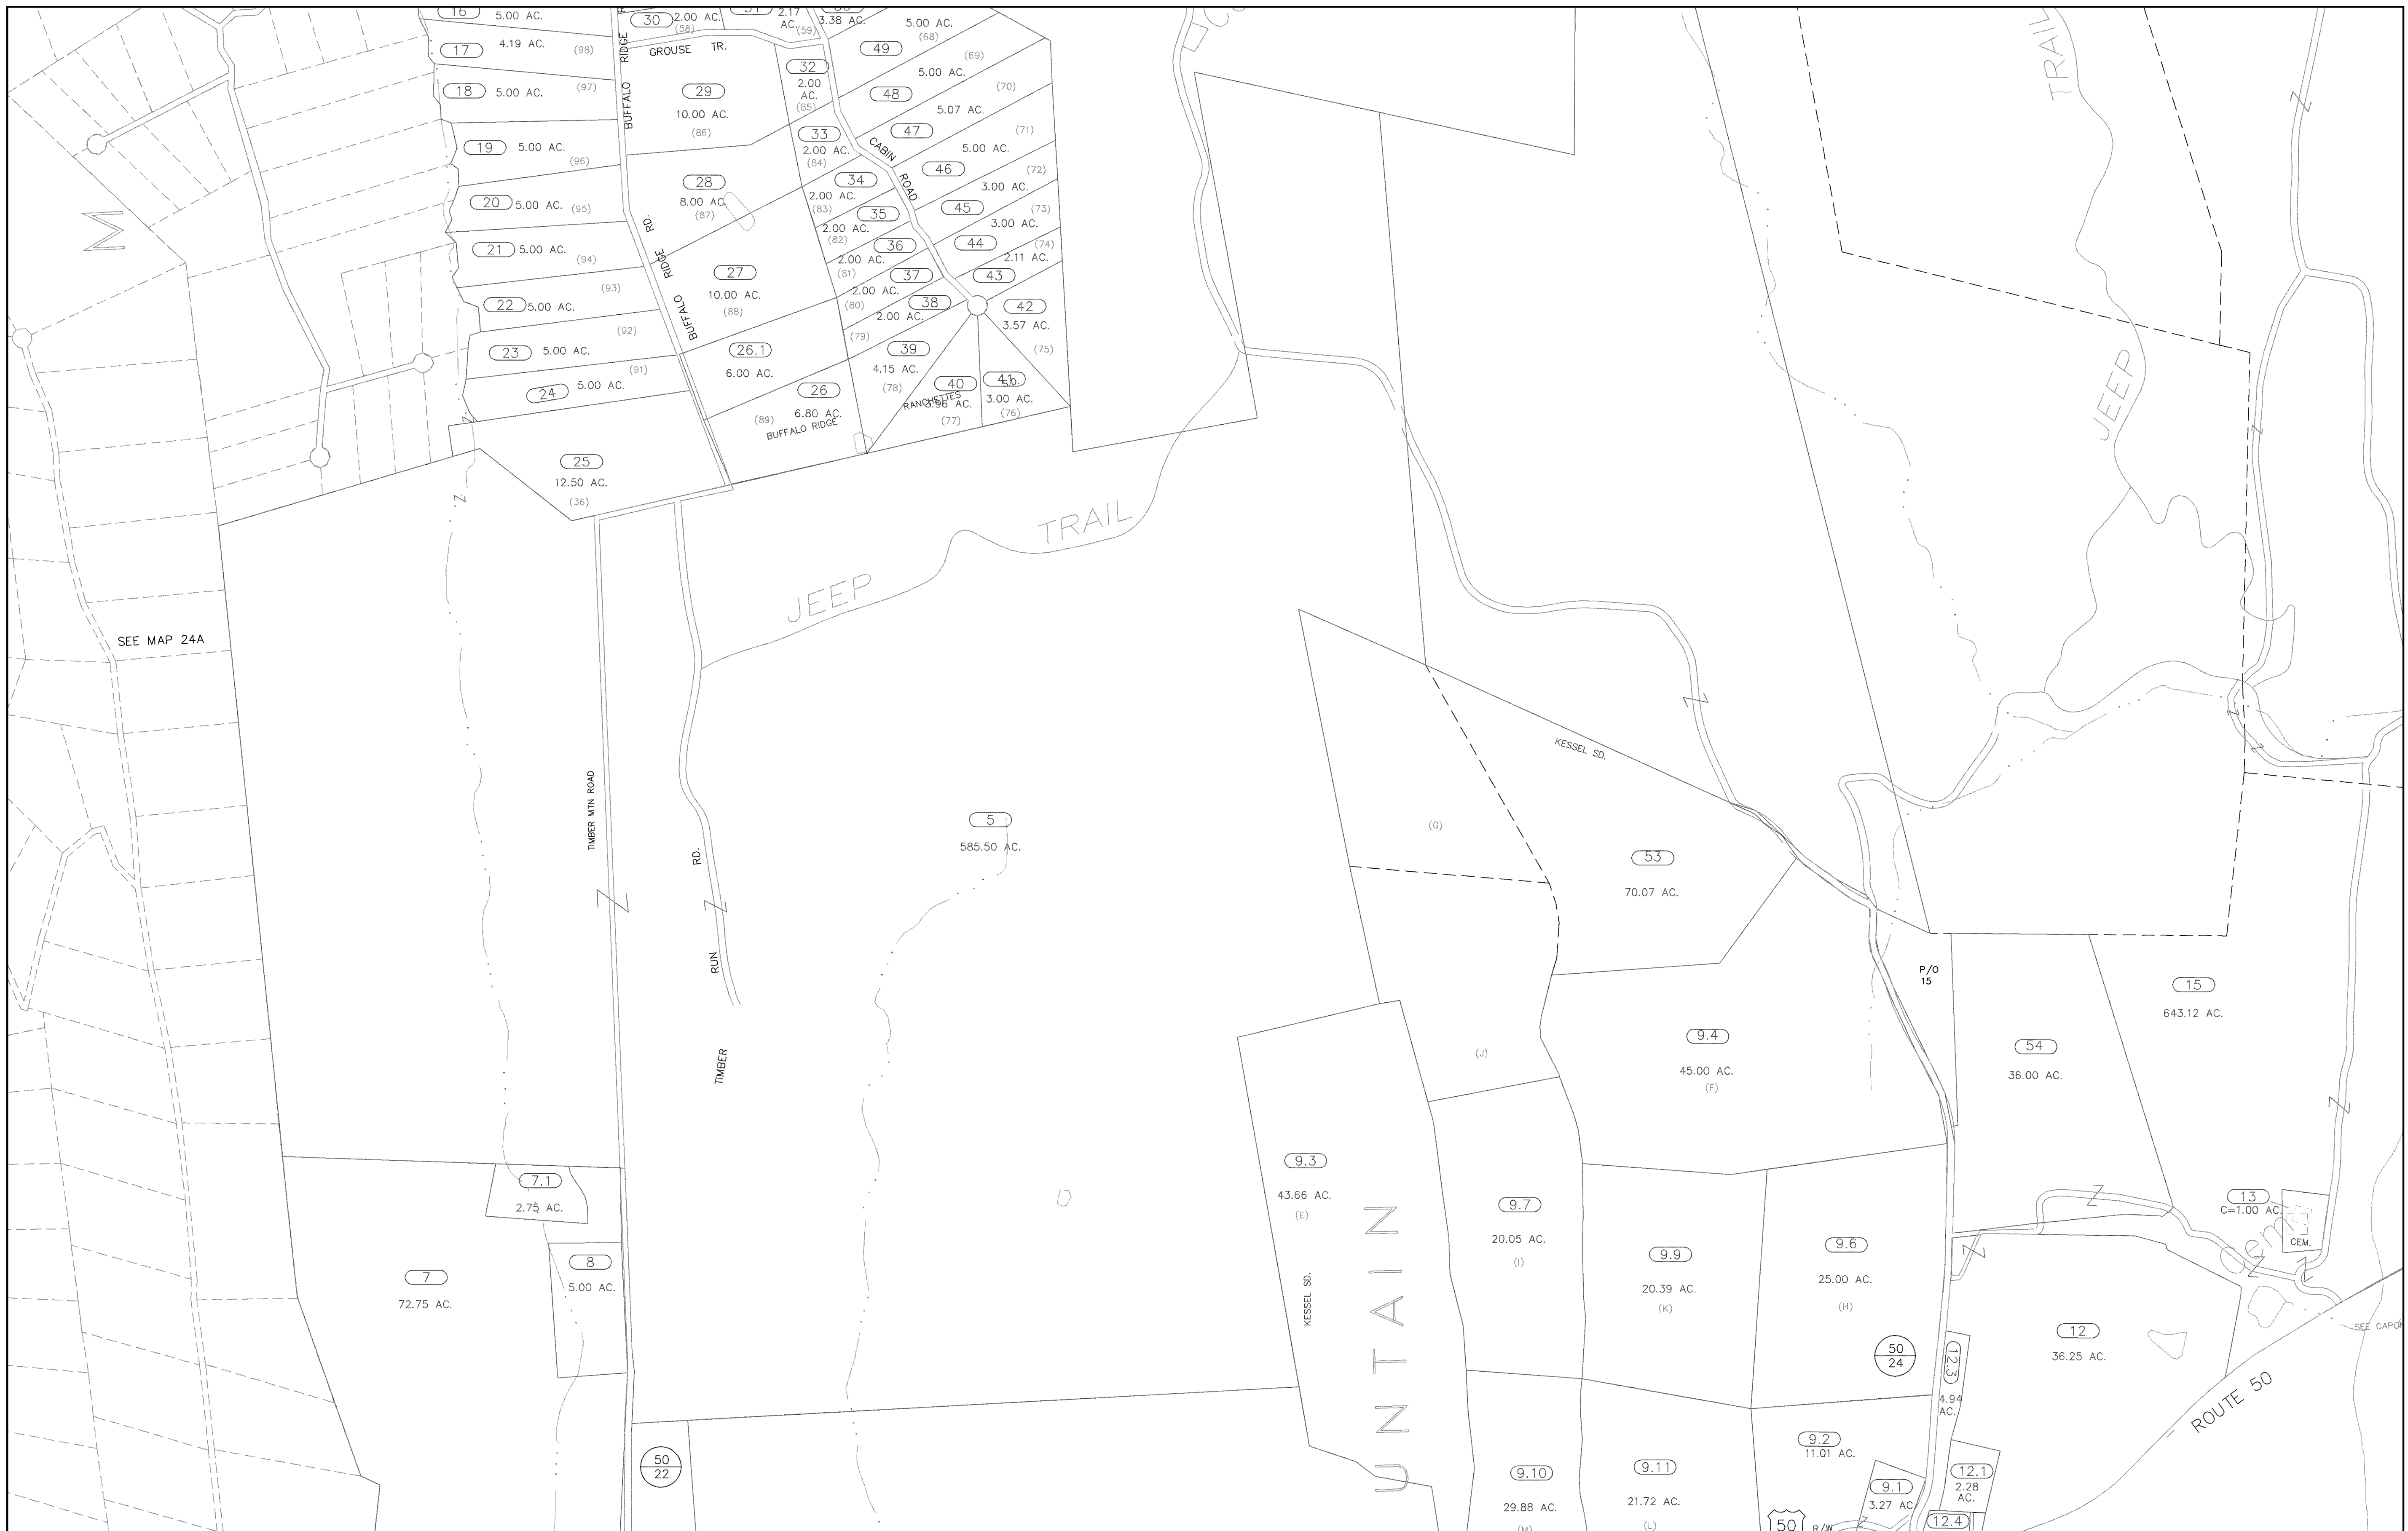 16
5.00 AC.
17
4.19 AC.
(98)
18
5.00 AC.
(97)
19
5.00 AC.
(96)
20
5.00 AC.
(95)
21
5.00 AC.
(94)
22
5.00 AC.
(93)
23
5.00 AC.
(92)
24
5.00 AC.
(91)
25
12.50 AC.
(36)
30
2.00 AC.
(58)
2.17
AC.
(59)
3.38 AC.
GROUSE TR.
BUFFALO RIDGE
29
10.00 AC.
(86)
28
8.00 AC.
(87)
BUFFALO RIDGE RD.
27
10.00 AC.
(88)
26.1
6.00 AC.
26
6.80 AC.
(89)
BUFFALO RIDGE
RANCHETTES
S.D.
32
2.00
AC.
(85)
33
2.00 AC.
(84)
34
2.00 AC.
(83)
35
2.00 AC.
(82)
36
2.00 AC.
(81)
37
2.00 AC.
(80)
38
2.00 AC.
(79)
39
4.15 AC.
(78)
40
3.96 AC.
(77)
41
3.00 AC.
(76)
42
3.57 AC.
(75)
43
2.11 AC.
(74)
44
3.00 AC.
(73)
45
3.00 AC.
(72)
46
5.00 AC.
(71)
47
5.07 AC.
(70)
48
5.00 AC.
(69)
49
5.00 AC.
(68)
CABIN ROAD
M
SEE MAP 24A
JEEP TRAIL
JEEP TRAIL
TIMBER MTN ROAD
TIMBER RUN RD.
5
585.50 AC.
KESSEL SD.
(G)
53
70.07 AC.
P/O
15
15
643.12 AC.
54
36.00 AC.
9.4
45.00 AC.
(F)
(J)
7.1
2.75 AC.
7
72.75 AC.
8
5.00 AC.
9.3
43.66 AC.
(E)
KESSEL SD.
UNTAIN
9.7
20.05 AC.
(I)
9.9
20.39 AC.
(K)
9.6
25.00 AC.
(H)
13
C=1.00 AC.
CEM.
Cem
12
36.25 AC.
SEE CAPO
ROUTE 50
50
24
12.3
4.94
AC.
50
22
9.10
29.88 AC.
(M)
9.11
21.72 AC.
(L)
9.2
11.01 AC.
9.1
3.27 AC
12.1
2.28
AC.
12.4
50
R/W